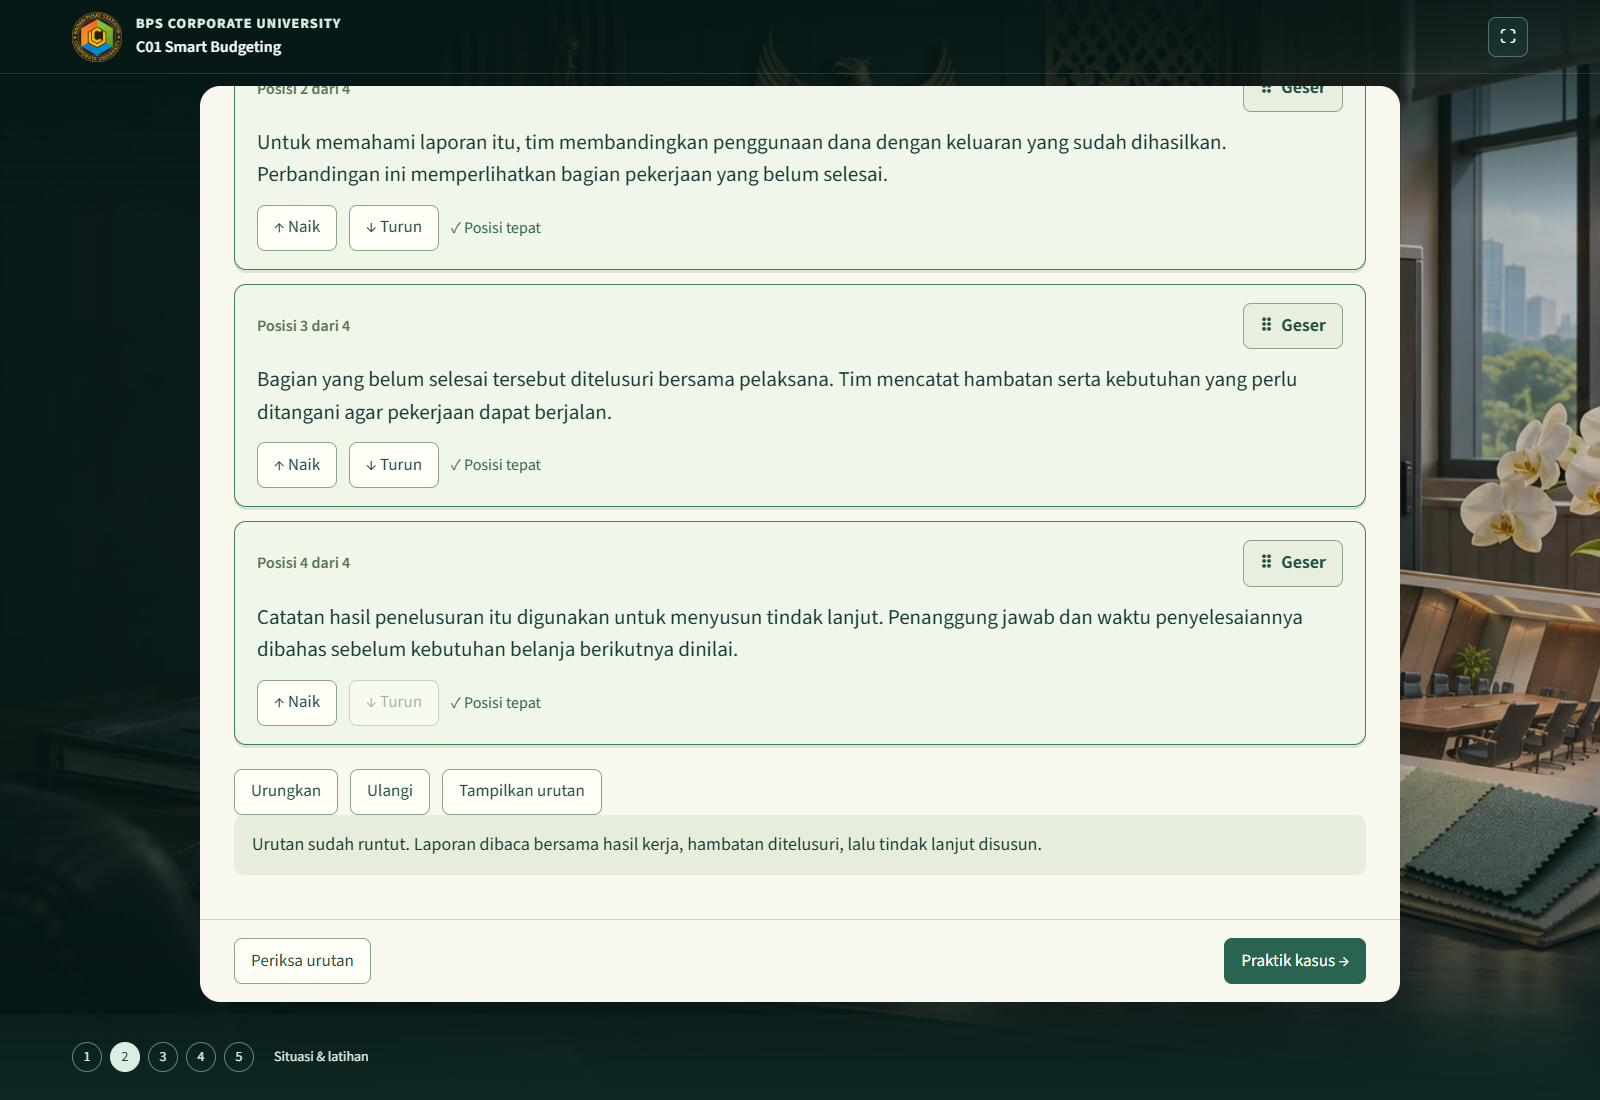 BPS CORPORATE UNIVERSITY
C01 Smart Budgeting
Posisi 2 dari 4
Geser
Untuk memahami laporan itu, tim membandingkan penggunaan dana dengan keluaran yang sudah dihasilkan.
Perbandingan ini memperlihatkan bagian pekerjaan yang belum selesai.
↑ Naik
↓ Turun
✓ Posisi tepat
Posisi 3 dari 4
Geser
Bagian yang belum selesai tersebut ditelusuri bersama pelaksana. Tim mencatat hambatan serta kebutuhan yang perlu
ditangani agar pekerjaan dapat berjalan.
↑ Naik
↓ Turun
✓ Posisi tepat
Posisi 4 dari 4
Geser
Catatan hasil penelusuran itu digunakan untuk menyusun tindak lanjut. Penanggung jawab dan waktu penyelesaiannya
dibahas sebelum kebutuhan belanja berikutnya dinilai.
↑ Naik
↓ Turun
✓ Posisi tepat
Urungkan
Ulangi
Tampilkan urutan
Urutan sudah runtut. Laporan dibaca bersama hasil kerja, hambatan ditelusuri, lalu tindak lanjut disusun.
Periksa urutan
Praktik kasus →
1
2
3
4
5
Situasi & latihan